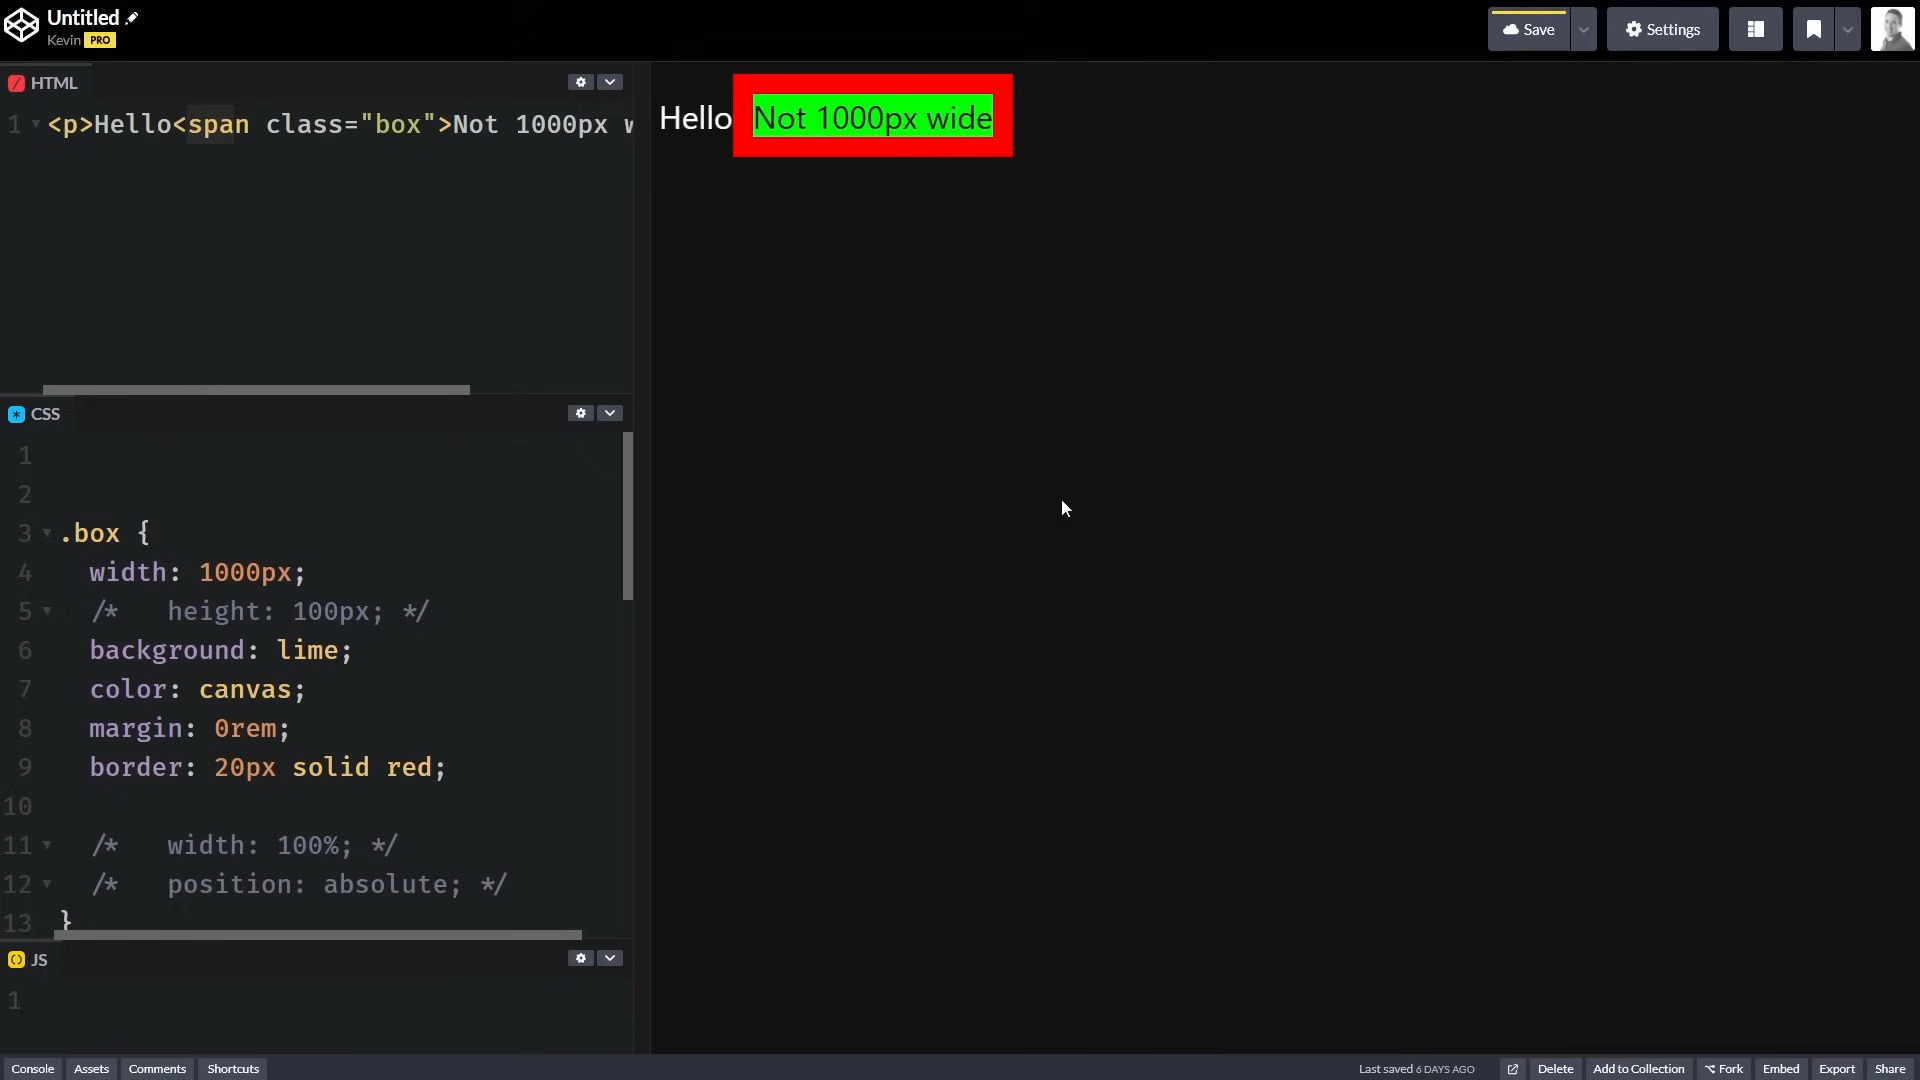 Untitled
Kevin PRO
Save
Settings
HTML
1 <p>Hello<span class="box">Not 1000px w
Hello Not 1000px wide
CSS
1
2
3 .box {
4 width: 1000px;
5 /* height: 100px; */
6 background: lime;
7 color: canvas;
8 margin: 0rem;
9 border: 20px solid red;
10
11 /* width: 100%; */
12 /* position: absolute; */
13 }
JS
1
Console Assets Comments Shortcuts Last saved 6 DAYS AGO Delete Add to Collection Fork Embed Export Share